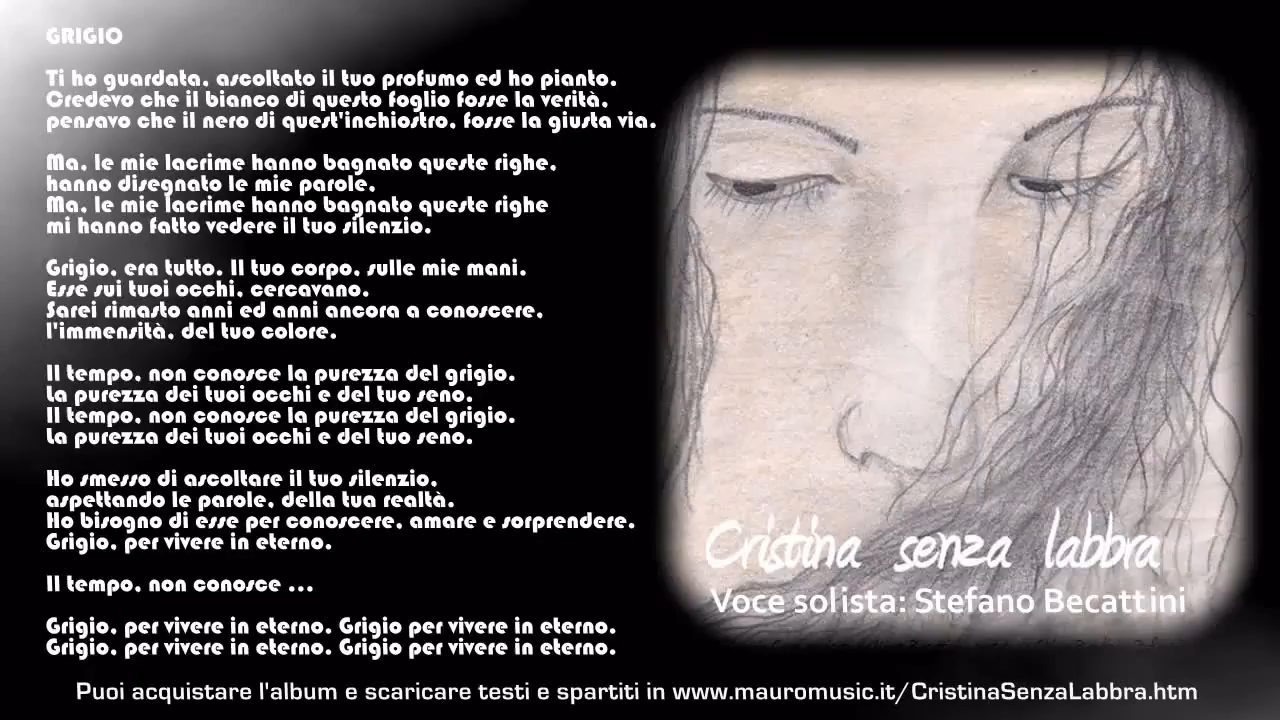 GRIGIO
Ti ho guardata, ascoltato il tuo profumo ed ho pianto.
Credevo che il bianco di questo foglio fosse la verità,
pensavo che il nero di quest'inchiostro, fosse la giusta via.
Ma, le mie lacrime hanno bagnato queste righe,
hanno disegnato le mie parole,
Ma, le mie lacrime hanno bagnato queste righe
mi hanno fatto vedere il tuo silenzio.
Grigio, era tutto. Il tuo corpo, sulle mie mani.
Esse sui tuoi occhi, cercavano.
Sarei rimasto anni ed anni ancora a conoscere,
l'immensità, del tuo colore.
Il tempo, non conosce la purezza del grigio.
La purezza dei tuoi occhi e del tuo seno.
Il tempo, non conosce la purezza del grigio.
La purezza dei tuoi occhi e del tuo seno.
Ho smesso di ascoltare il tuo silenzio,
aspettando le parole, della tua realtà.
Ho bisogno di esse per conoscere, amare e sorprendere.
Grigio, per vivere in eterno.
Il tempo, non conosce ...
Grigio, per vivere in eterno. Grigio per vivere in eterno.
Grigio, per vivere in eterno. Grigio per vivere in eterno.
Cristina senza labbra
Voce solista: Stefano Becattini
Puoi acquistare l'album e scaricare testi e spartiti in www.mauromusic.it/CristinaSenzaLabbra.htm